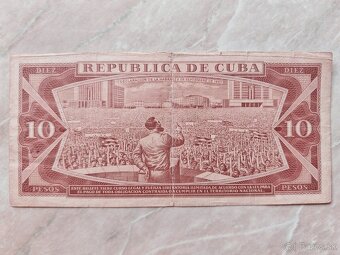 REPUBLICA DE CUBA
DIEZ
DIEZ
10
10
PESOS
PESOS
ESTE BILLETE TIENE CURSO LEGAL Y FUERZA LIBERATORIA ILIMITADA DE ACUERDO CON LA LEY, PARA
EL PAGO DE TODA OBLIGACION CONTRAIDA O A CUMPLIR EN EL TERRITORIO NACIONAL